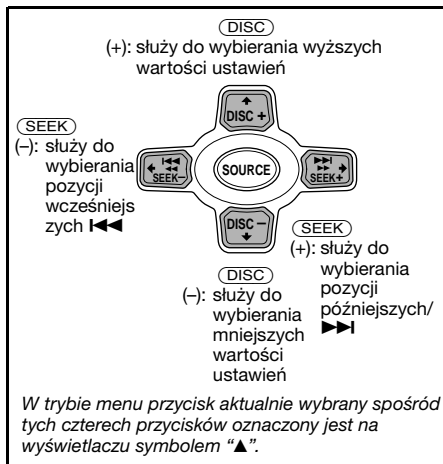 DISC
(+): służy do wybierania wyższych
wartości ustawień
DISC +
SEEK
(–): służy do
wybierania
pozycji
wcześniejs
zych ⏮
⏮
◀◀
SEEK–
SOURCE
▶▶|
▶▶
SEEK+
DISC –
DISC
(–): służy do
wybierania
mniejszych
wartości
ustawień
SEEK
(+): służy do
wybierania
pozycji
późniejszych/
▶▶|
W trybie menu przycisk aktualnie wybrany spośród
tych czterech przycisków oznaczony jest na
wyświetlaczu symbolem “▲”.